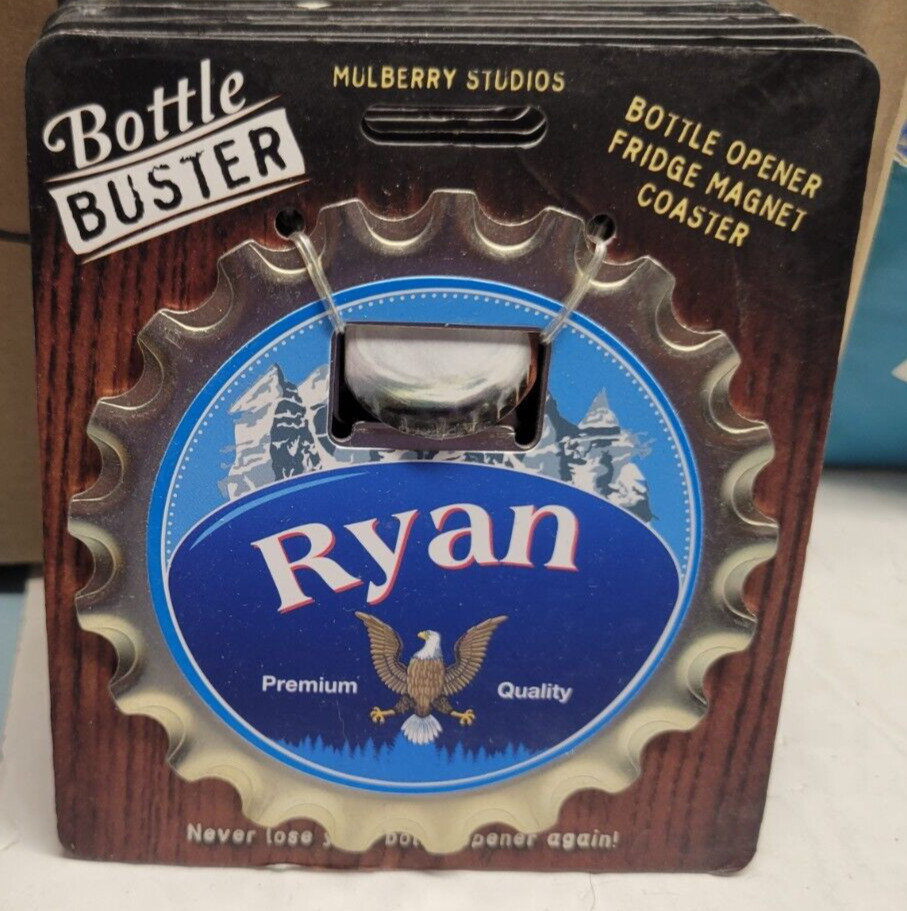 MULBERRY STUDIOS
Bottle
BUSTER
BOTTLE OPENER
FRIDGE MAGNET
COASTER
Ryan
Premium Quality
Never lose again!